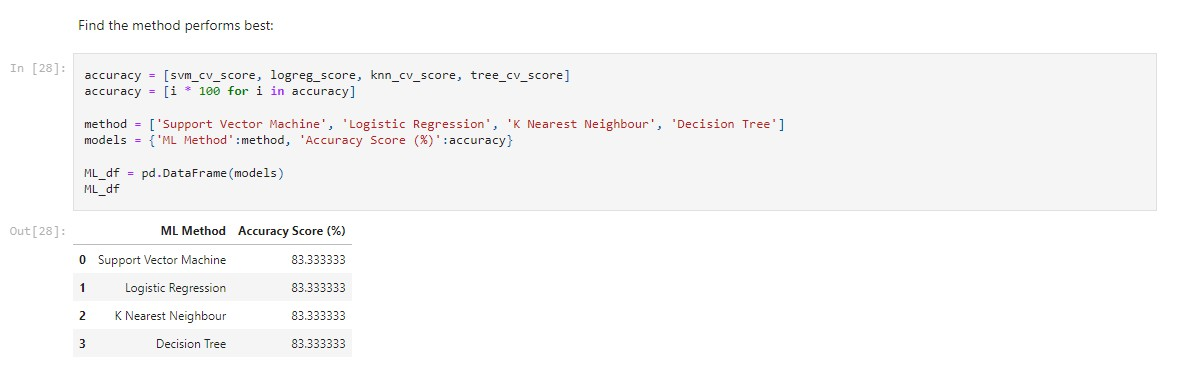 Find the method performs best:
In [28]:
accuracy = [svm_cv_score, logreg_score, knn_cv_score, tree_cv_score]
accuracy = [i * 100 for i in accuracy]
method = ['Support Vector Machine', 'Logistic Regression', 'K Nearest Neighbour', 'Decision Tree']
models = {'ML Method':method, 'Accuracy Score (%)':accuracy}
ML_df = pd.DataFrame(models)
ML_df
Out[28]:
ML Method Accuracy Score (%)
0 Support Vector Machine 83.333333
1 Logistic Regression 83.333333
2 K Nearest Neighbour 83.333333
3 Decision Tree 83.333333